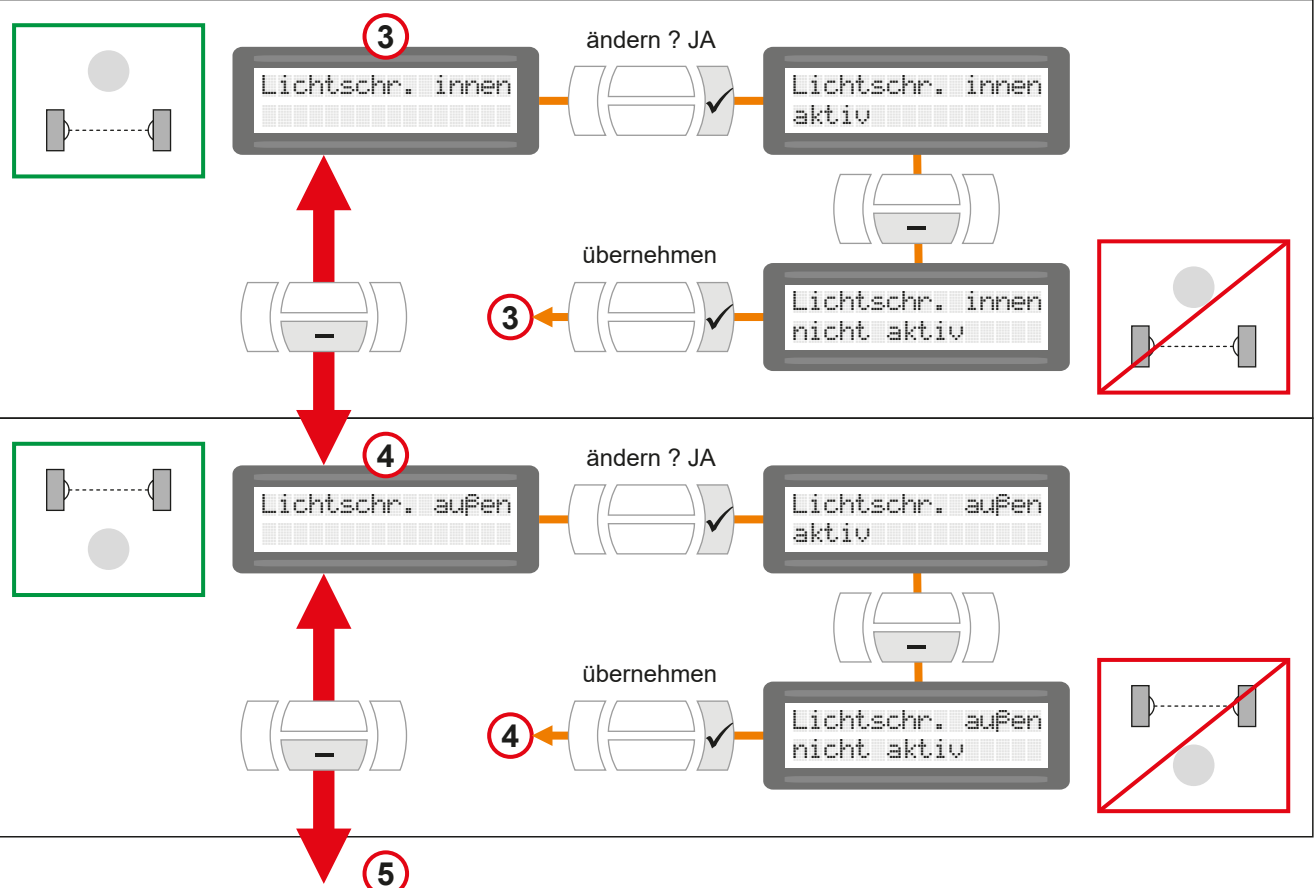 3
ändern ? JA
Lichtschr. innen
Lichtschr. innen
aktiv
übernehmen
3
Lichtschr. innen
nicht aktiv
4
ändern ? JA
Lichtschr. außen
Lichtschr. außen
aktiv
übernehmen
4
Lichtschr. außen
nicht aktiv
5